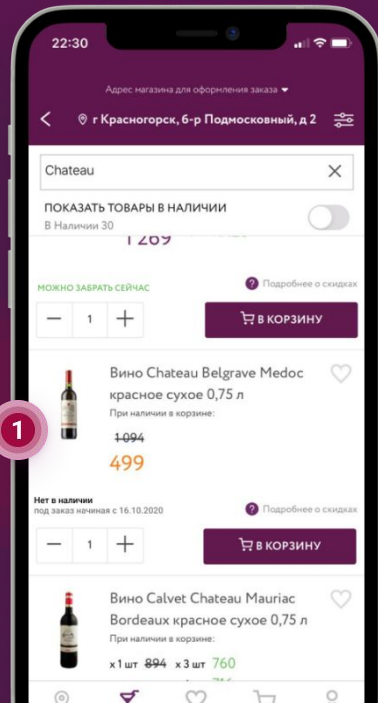 22:30
Адрес магазина для оформления заказа
г Красногорск, б-р Подмосковный, д 2
Chateau
ПОКАЗАТЬ ТОВАРЫ В НАЛИЧИИ
В Наличии 30
1 269
МОЖНО ЗАБРАТЬ СЕЙЧАС
? Подробнее о скидках
— 1 +
В КОРЗИНУ
Вино Chateau Belgrave Medoc
красное сухое 0,75 л
При наличии в корзине:
1
1 094
499
Нет в наличии
под заказ начиная с 16.10.2020
? Подробнее о скидках
— 1 +
В КОРЗИНУ
Вино Calvet Chateau Mauriac
Bordeaux красное сухое 0,75 л
При наличии в корзине:
x 1 шт 894 x 3 шт 760